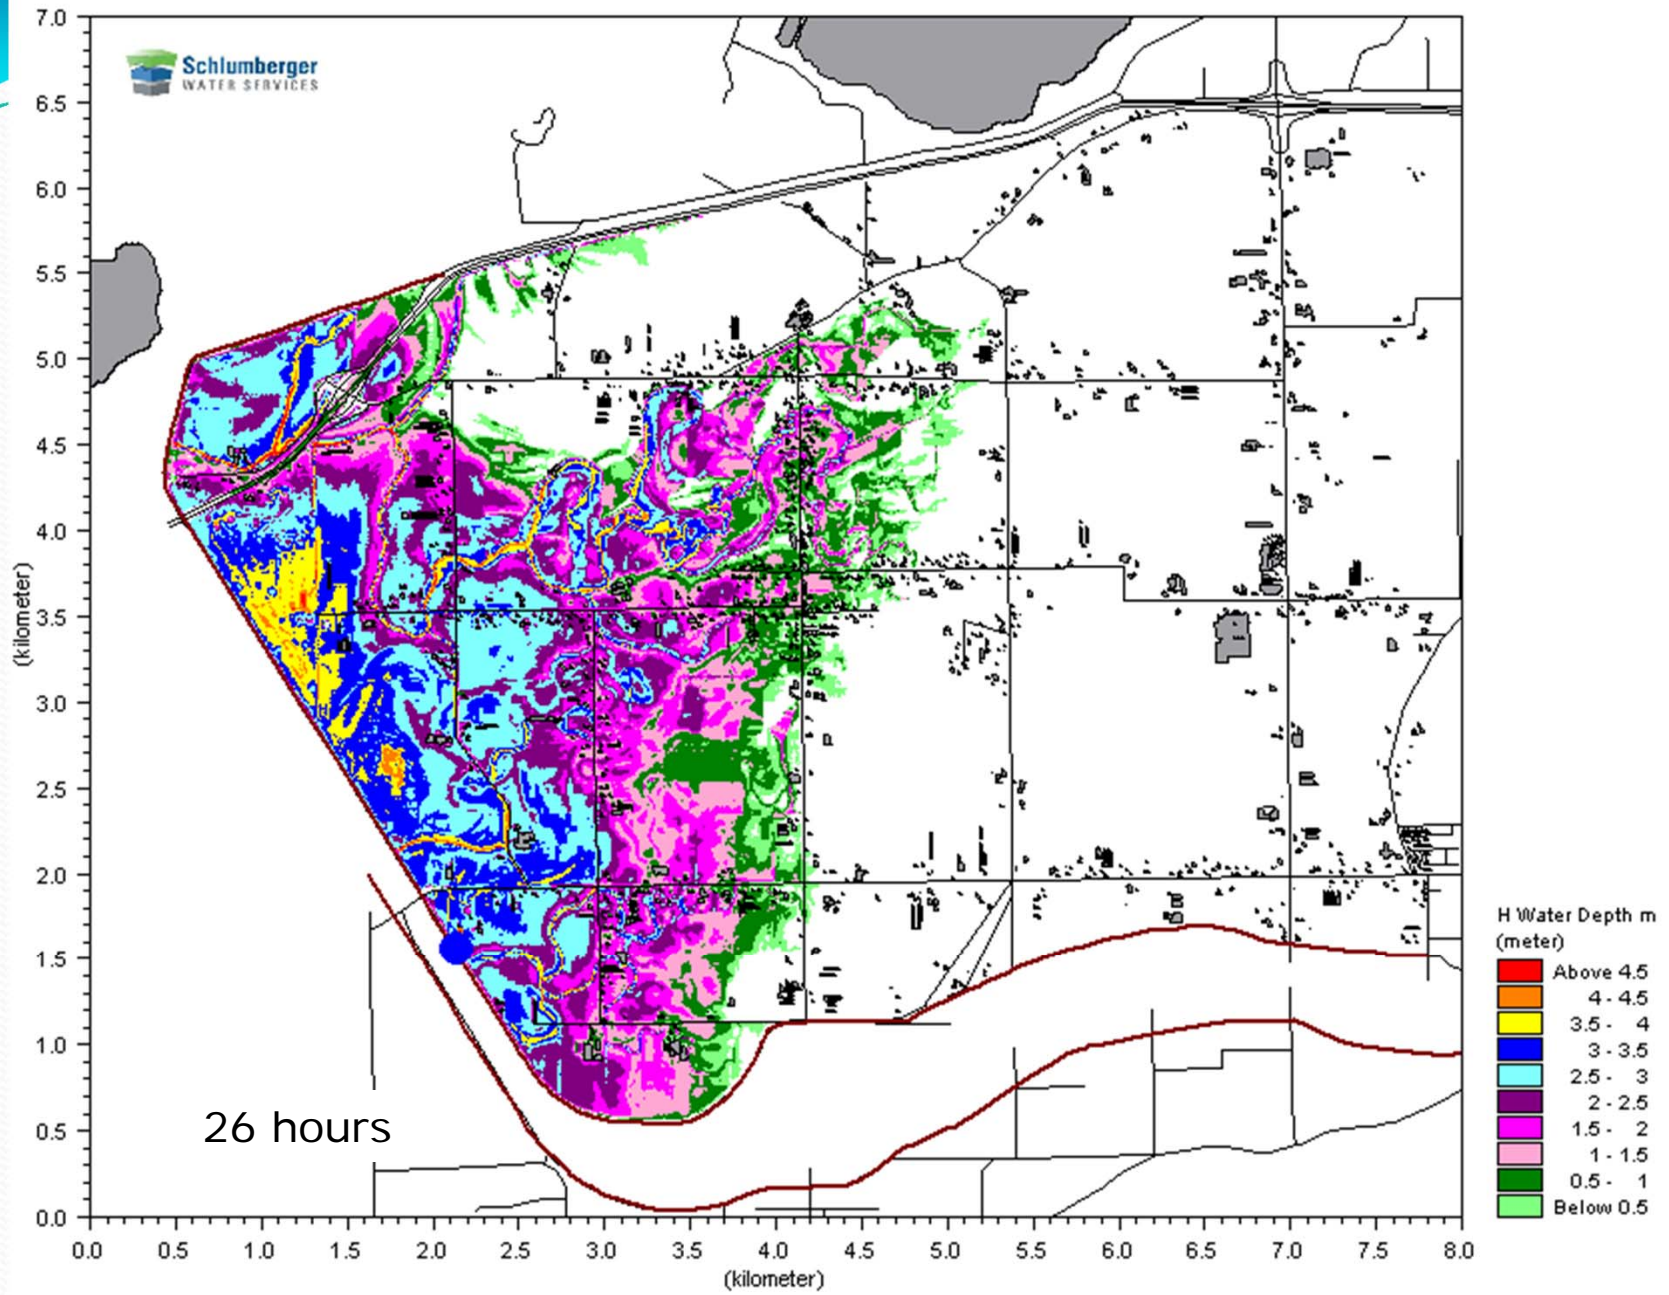 Schlumberger
WATER SERVICES
7.0
6.5
6.0
5.5
5.0
4.5
4.0
3.5
3.0
2.5
2.0
1.5
1.0
0.5
0.0
(kilometer)
26 hours
0.0 0.5 1.0 1.5 2.0 2.5 3.0 3.5 4.0 4.5 5.0 5.5 6.0 6.5 7.0 7.5 8.0
(kilometer)
H Water Depth m
(meter)
Above 4.5
4 - 4.5
3.5 - 4
3 - 3.5
2.5 - 3
2 - 2.5
1.5 - 2
1 - 1.5
0.5 - 1
Below 0.5